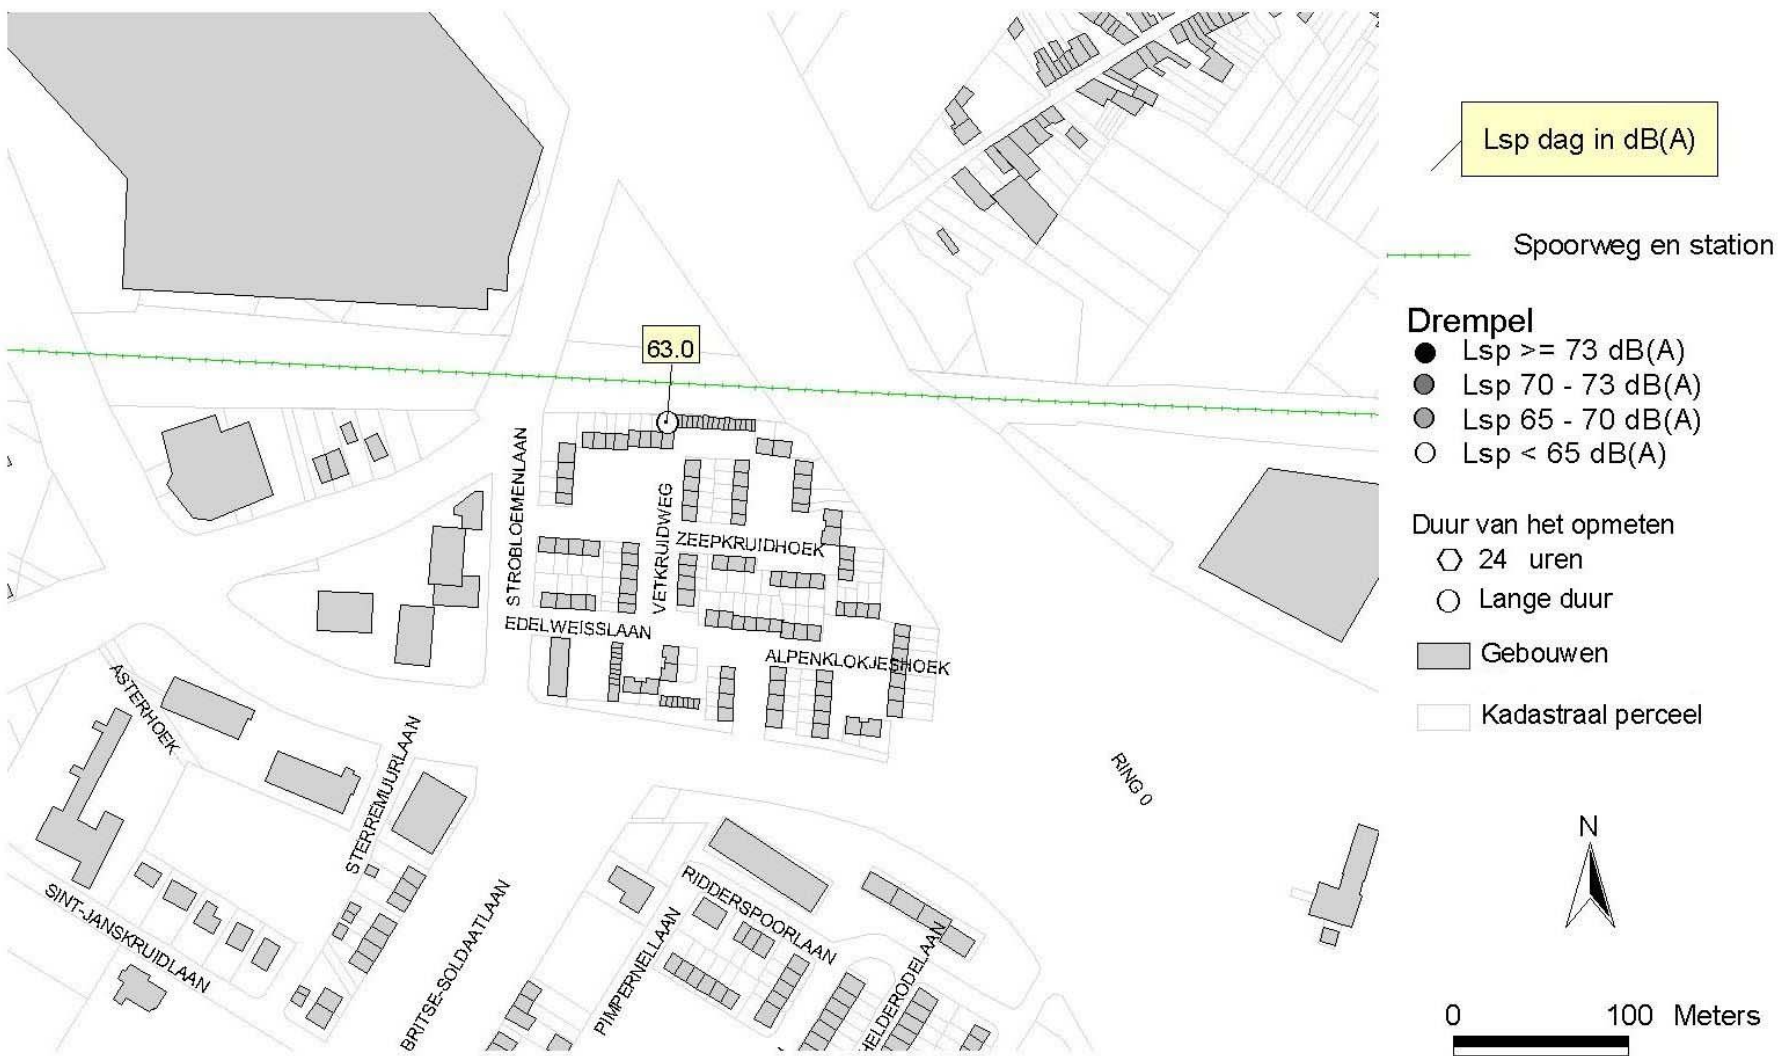 Lsp dag in dB(A)
Spoorweg en station
Drempel
Lsp >= 73 dB(A)
Lsp 70 - 73 dB(A)
Lsp 65 - 70 dB(A)
Lsp < 65 dB(A)
Duur van het opmeten
24 uren
Lange duur
Gebouwen
Kadastraal perceel
N
0 100 Meters
63.0
STROBLOEMENLAAN
VETKRUIDWEG
ZEEPKRUIDHOEK
EDELWEISSLAAN
ALPENKLOKJESHOEK
ASTERHOEK
STERREMUURLAAN
RING 0
SINT-JANSKRUIDLAAN
BRITSE-SOLDAATLAAN
PIMPERNELLAAN
RIDDERSPOORLAAN
HELDERODELAAN